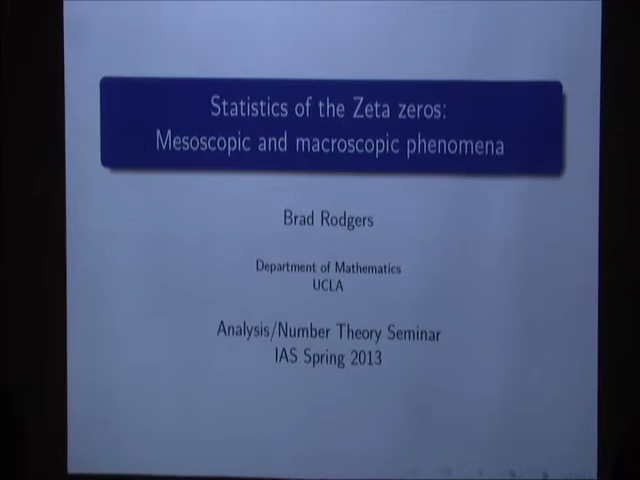 Statistics of the Zeta zeros:
Mesoscopic and macroscopic phenomena
Brad Rodgers
Department of Mathematics
UCLA
Analysis/Number Theory Seminar
IAS Spring 2013